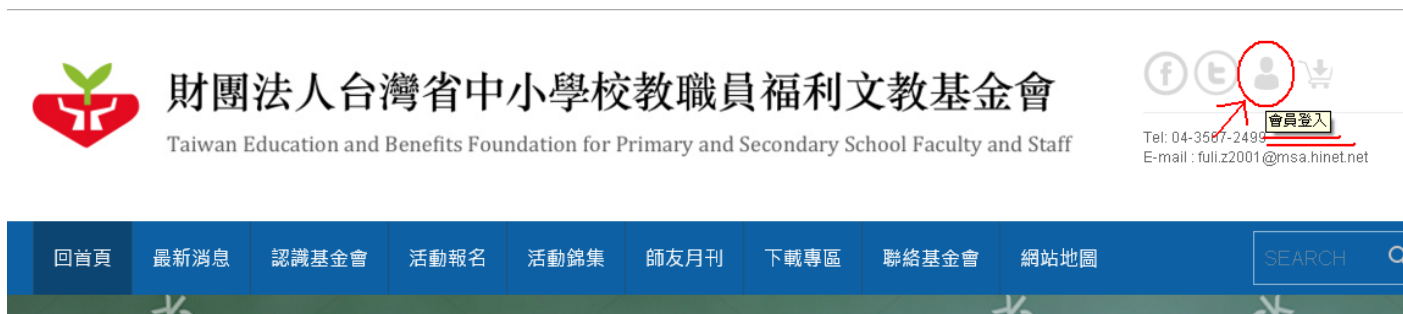 財團法人台灣省中小學校教職員福利文教基金會
Taiwan Education and Benefits Foundation for Primary and Secondary School Faculty and Staff
會員登入
Tel: 04-3507-2499
E-mail : fuli.z2001@msa.hinet.net
回首頁 最新消息 認識基金會 活動報名 活動錦集 師友月刊 下載專區 聯絡基金會 網站地圖 SEARCH